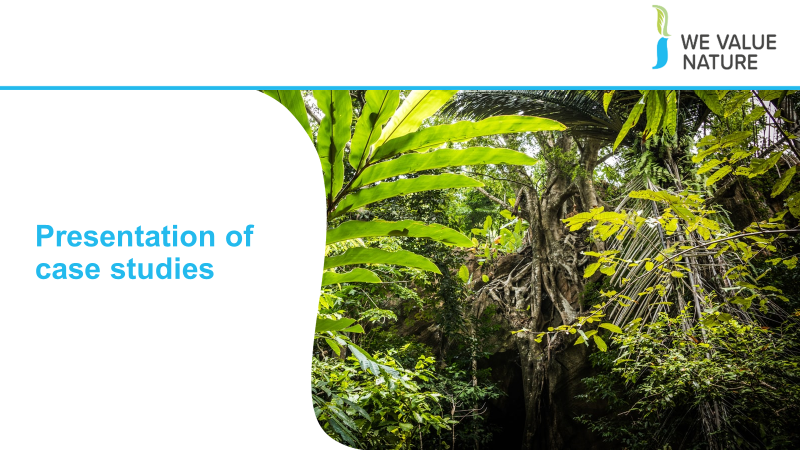 WE VALUE
NATURE
Presentation of
case studies